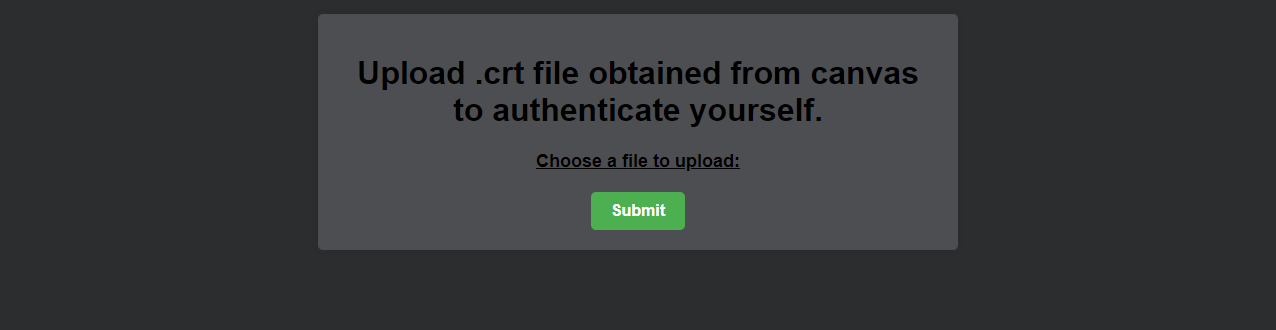 Upload .crt file obtained from canvas
to authenticate yourself.
Choose a file to upload:
Submit